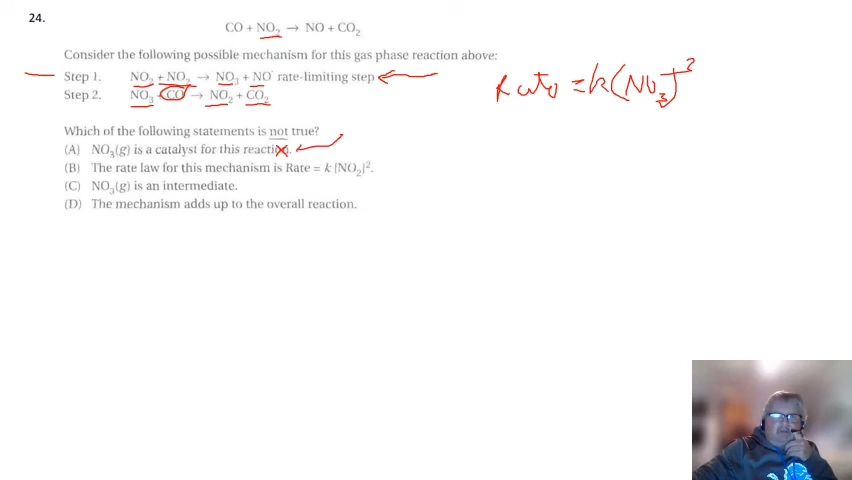 24.
CO + NO₂ → NO + CO₂
Consider the following possible mechanism for this gas phase reaction above:
Step 1. NO₂ + NO₂ → NO₃ + NO rate-limiting step
Step 2. NO₃ + CO → NO₂ + CO₂
Rate = k(NO₃)²
Which of the following statements is not true?
(A) NO₃(g) is a catalyst for this reaction.
(B) The rate law for this mechanism is Rate = k [NO₂]².
(C) NO₃(g) is an intermediate.
(D) The mechanism adds up to the overall reaction.